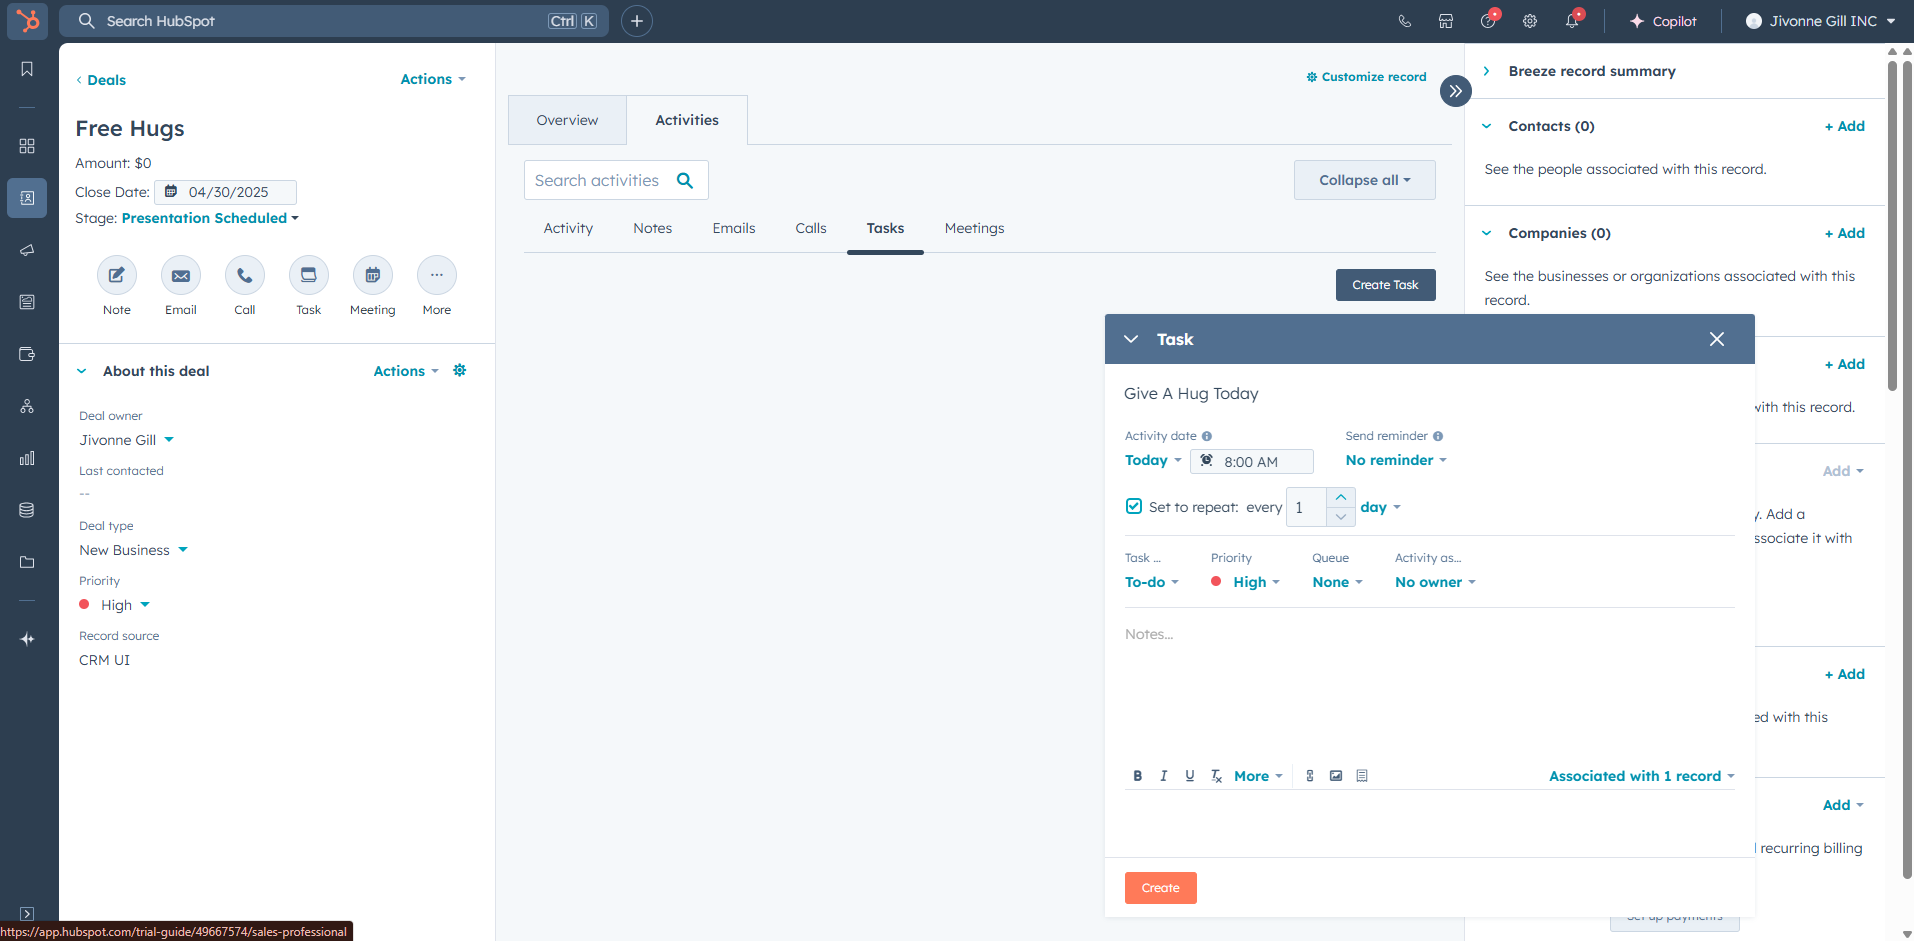 Search HubSpot
Ctrl K
Copilot
Jivonne Gill INC
Deals
Actions
Free Hugs
Amount: $0
Close Date: 04/30/2025
Stage: Presentation Scheduled
Note
Email
Call
Task
Meeting
More
About this deal
Actions
Deal owner
Jivonne Gill
Last contacted
--
Deal type
New Business
Priority
High
Record source
CRM UI
Customize record
Overview
Activities
Search activities
Collapse all
Activity
Notes
Emails
Calls
Tasks
Meetings
Create Task
Breeze record summary
Contacts (0)
+ Add
See the people associated with this record.
Companies (0)
+ Add
See the businesses or organizations associated with this
record.
+ Add
with this record.
Add
y. Add a
ssociate it with
+ Add
ed with this
Add
recurring billing
Set up payments
Task
Give A Hug Today
Activity date
Send reminder
Today
8:00 AM
No reminder
Set to repeat: every 1 day
Task ...
Priority
Queue
Activity as...
To-do
High
None
No owner
Notes...
B I U Tx More
Associated with 1 record
Create
https://app.hubspot.com/trial-guide/49667574/sales-professional